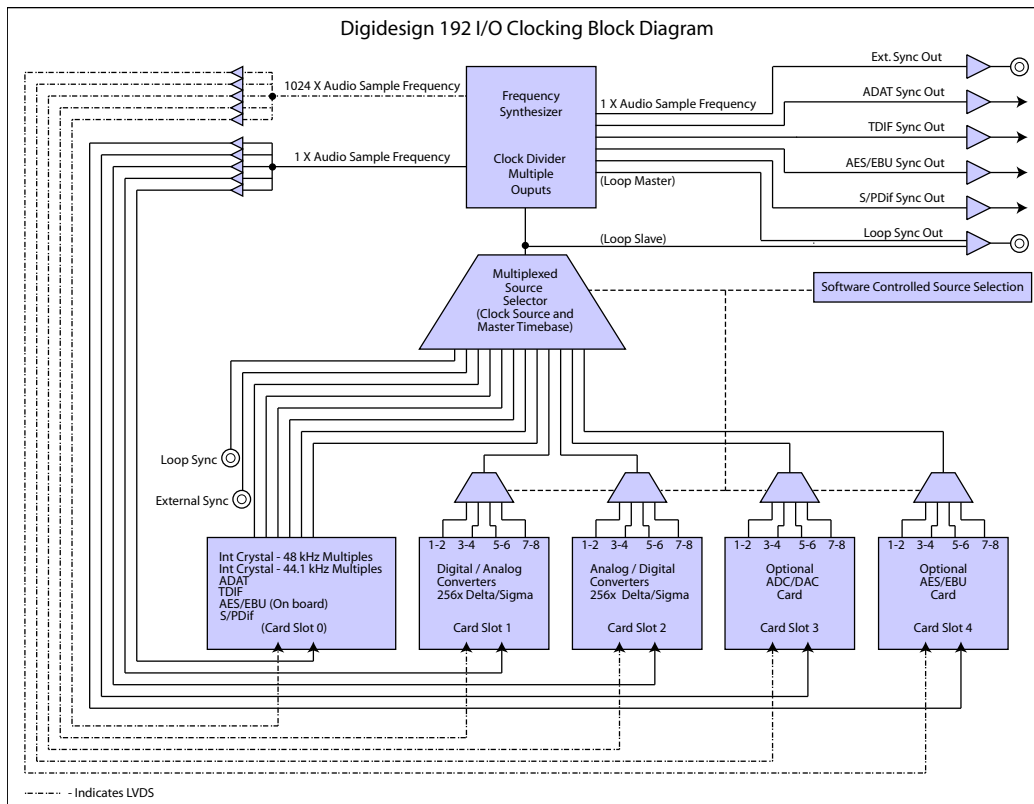 Digidesign 192 I/O Clocking Block Diagram
1024 X Audio Sample Frequency
1 X Audio Sample Frequency
Frequency
Synthesizer
Clock Divider
Multiple
Ouputs
1 X Audio Sample Frequency
(Loop Master)
(Loop Slave)
Ext. Sync Out
ADAT Sync Out
TDIF Sync Out
AES/EBU Sync Out
S/PDif Sync Out
Loop Sync Out
Multiplexed
Source
Selector
(Clock Source and
Master Timebase)
Software Controlled Source Selection
Loop Sync
External Sync
Int Crystal - 48 kHz Multiples
Int Crystal - 44.1 kHz Multiples
ADAT
TDIF
AES/EBU (On board)
S/PDif
(Card Slot 0)
1-2 3-4 5-6 7-8
Digital / Analog
Converters
256x Delta/Sigma
Card Slot 1
1-2 3-4 5-6 7-8
Analog / Digital
Converters
256x Delta/Sigma
Card Slot 2
1-2 3-4 5-6 7-8
Optional
ADC/DAC
Card
Card Slot 3
1-2 3-4 5-6 7-8
Optional
AES/EBU
Card
Card Slot 4
- Indicates LVDS